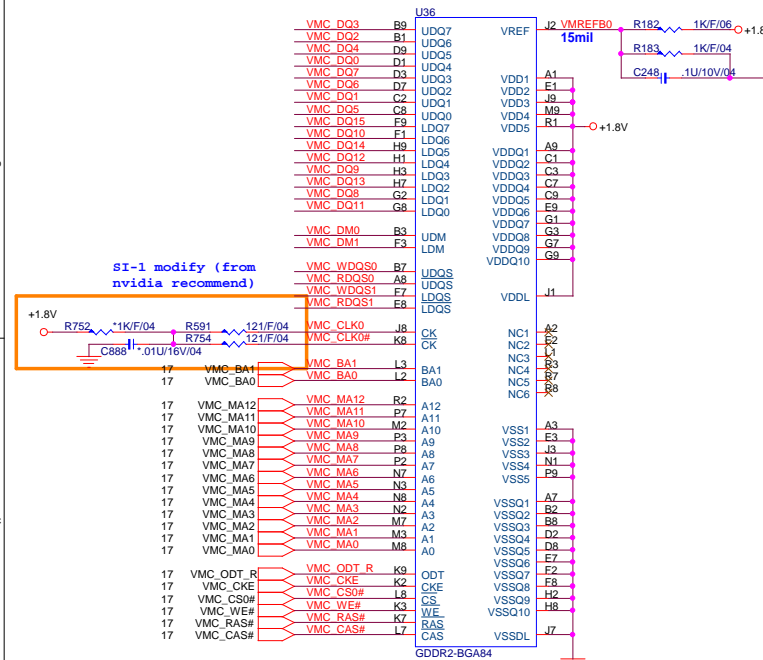 U36
VMC_DQ3 B9 UDQ7 VREF J2 VMREFB0 R182 1K/F/06 +1.8
15mil
VMC_DQ2 B1 UDQ6
VMC_DQ4 D9 UDQ5 R183 1K/F/04
VMC_DQ0 D1 UDQ4
VMC_DQ7 D3 UDQ3 VDD1 A1 C248 .1U/10V/04
VMC_DQ6 D7 UDQ2 VDD2 E1
VMC_DQ1 C2 UDQ1 VDD3 J9
VMC_DQ5 C8 UDQ0 VDD4 M9
VMC_DQ15 F9 LDQ7 VDD5 R1 +1.8V
VMC_DQ10 F1 LDQ6
VMC_DQ14 H9 LDQ5 VDDQ1 A9
VMC_DQ12 H1 LDQ4 VDDQ2 C1
VMC_DQ9 H3 LDQ3 VDDQ3 C3
VMC_DQ13 H7 LDQ2 VDDQ4 C7
VMC_DQ8 G2 LDQ1 VDDQ5 C9
VMC_DQ11 G8 LDQ0 VDDQ6 E9
VDDQ7 G1
VMC_DM0 B3 UDM VDDQ8 G3
VMC_DM1 F3 LDM VDDQ9 G7
VDDQ10 G9
SI-1 modify (from
nvidia recommend)
VMC_WDQS0 B7 UDQS
VMC_RDQS0 A8 UDQS
VMC_WDQS1 F7 LDQS VDDL J1
VMC_RDQS1 E8 LDQS
+1.8V
R752 *1K/F/04 R591 121/F/04 VMC_CLK0 J8 CK NC1 A2
C888 *.01U/16V/04 R754 121/F/04 VMC_CLK0# K8 CK NC2 E2
NC3 L1
17 VMC_BA1 VMC_BA1 L3 BA1 NC4 R3
17 VMC_BA0 VMC_BA0 L2 BA0 NC5 R7
NC6 R8
17 VMC_MA12 VMC_MA12 R2 A12
17 VMC_MA11 VMC_MA11 P7 A11
17 VMC_MA10 VMC_MA10 M2 A10 VSS1 A3
17 VMC_MA9 VMC_MA9 P3 A9 VSS2 E3
17 VMC_MA8 VMC_MA8 P8 A8 VSS3 J3
17 VMC_MA7 VMC_MA7 P2 A7 VSS4 N1
17 VMC_MA6 VMC_MA6 N7 A6 VSS5 P9
17 VMC_MA5 VMC_MA5 N3 A5
17 VMC_MA4 VMC_MA4 N8 A4 VSSQ1 A7
17 VMC_MA3 VMC_MA3 N2 A3 VSSQ2 B2
17 VMC_MA2 VMC_MA2 M7 A2 VSSQ3 B8
17 VMC_MA1 VMC_MA1 M3 A1 VSSQ4 D2
17 VMC_MA0 VMC_MA0 M8 A0 VSSQ5 D8
VSSQ6 E7
17 VMC_ODT_R VMC_ODT_R K9 ODT VSSQ7 F2
17 VMC_CKE VMC_CKE K2 CKE VSSQ8 F8
17 VMC_CS0# VMC_CS0# L8 CS VSSQ9 H2
17 VMC_WE# VMC_WE# K3 WE VSSQ10 H8
17 VMC_RAS# VMC_RAS# K7 RAS
17 VMC_CAS# VMC_CAS# L7 CAS VSSDL J7
GDDR2-BGA84